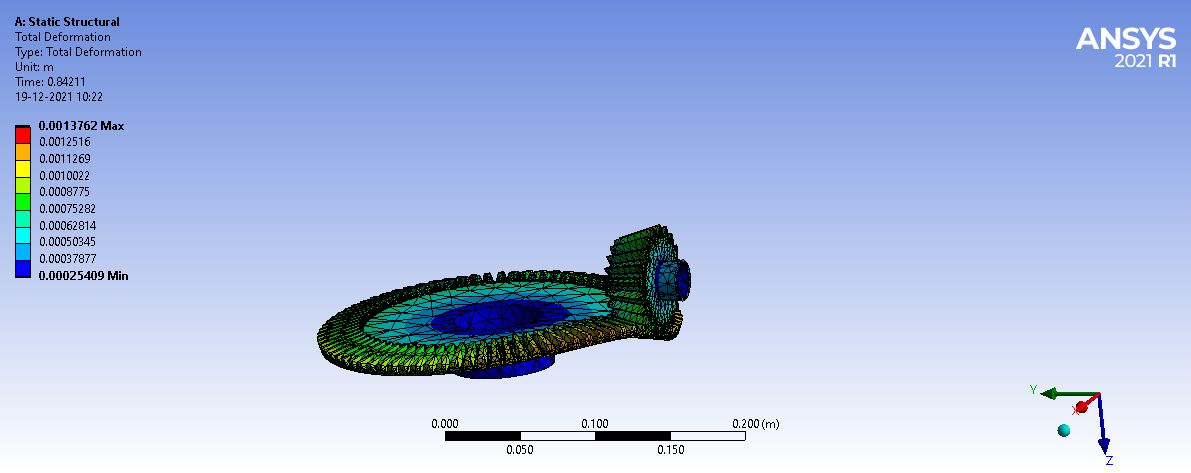 A: Static Structural
Total Deformation
Type: Total Deformation
Unit: m
Time: 0.84211
19-12-2021 10:22
0.0013762 Max
0.0012516
0.0011269
0.0010022
0.0008775
0.00075282
0.00062814
0.00050345
0.00037877
0.00025409 Min
ANSYS
2021 R1
0.000 0.100 0.200 (m)
0.050 0.150
Y
X
Z